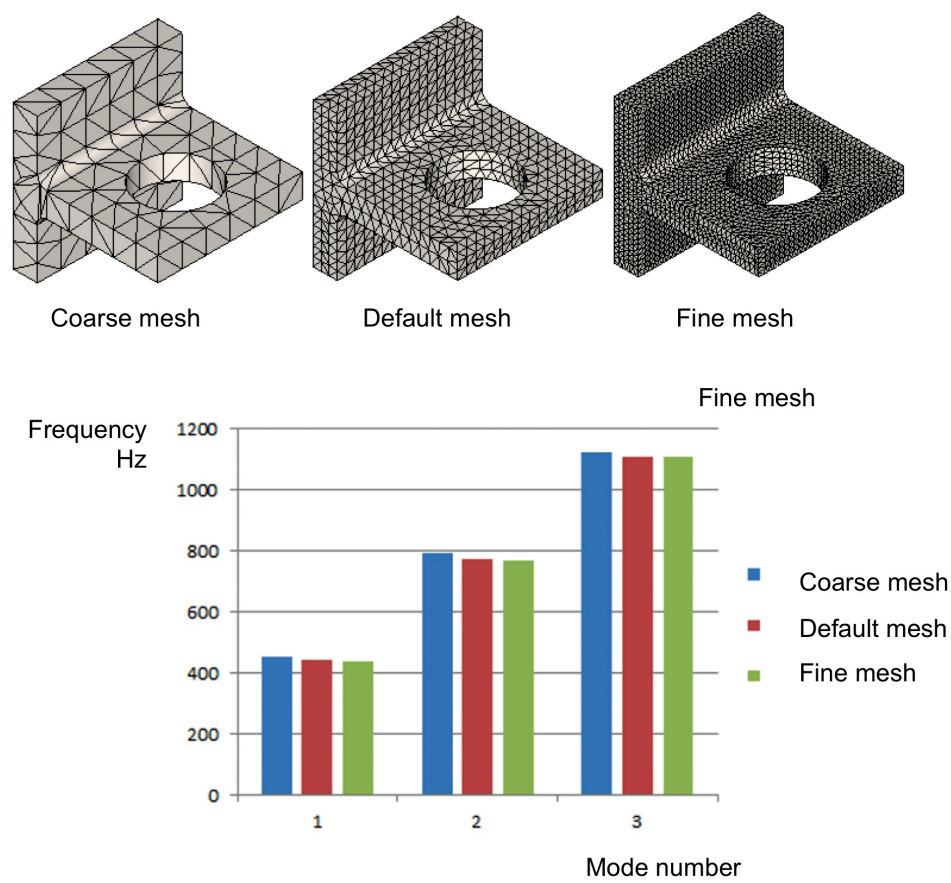 Coarse mesh
Default mesh
Fine mesh
Fine mesh
Frequency
Hz
1200
1000
800
600
400
200
0
1
2
3
Mode number
Coarse mesh
Default mesh
Fine mesh